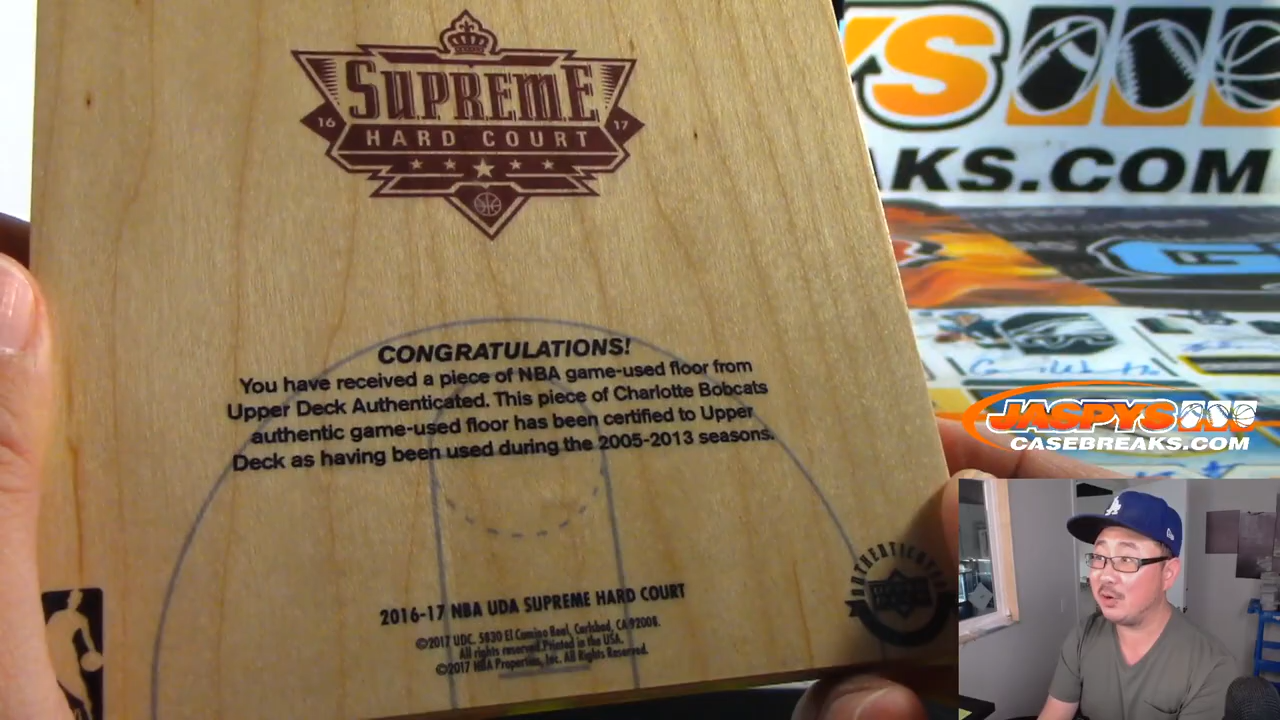 SUPREME
16 17
HARD COURT
CONGRATULATIONS!
You have received a piece of NBA game-used floor from
Upper Deck Authenticated. This piece of Charlotte Bobcats
authentic game-used floor has been certified to Upper
Deck as having been used during the 2005-2013 seasons.
2016-17 NBA UDA SUPREME HARD COURT
©2017 UDC. 5830 El Camino Real, Carlsbad, CA 92008.
All rights reserved.Printed in the USA.
©2017 NBA Properties, Inc. All Rights Reserved.
YS
AKS.COM
JASPYS
CASEBREAKS.COM
LA